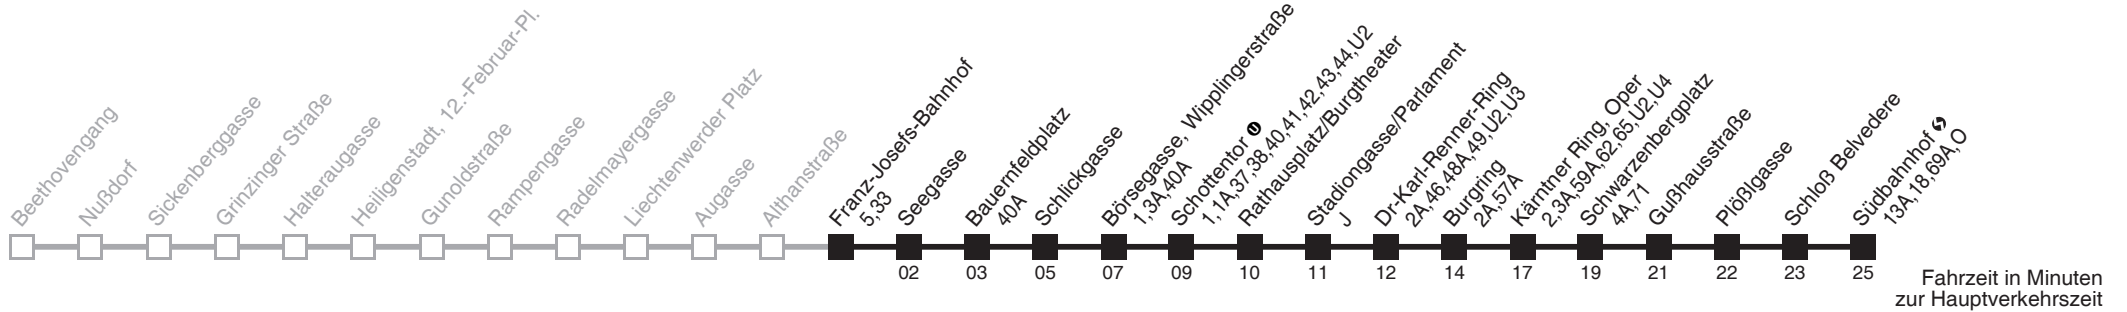 Beethovengang
Nußdorf
Sickenberggasse
Grinzinger Straße
Halteraugasse
Heiligenstadt, 12.-Februar-Pl.
Gunoldstraße
Rampengasse
Radelmayergasse
Liechtenwerder Platz
Augasse
Althanstraße
Franz-Josefs-Bahnhof
5,33
Seegasse
Bauernfeldplatz
40A
Schlickgasse
Börsegasse, Wipplingerstraße
1,3A,40A
Schottentor U
1,1A,37,38,40,41,42,43,44,U2
Rathausplatz/Burgtheater
Stadiongasse/Parlament
J
Dr-Karl-Renner-Ring
2A,46,48A,49,U2,U3
Burgring
2A,57A
Kärntner Ring, Oper
2,3A,59A,62,65,U2,U4
Schwarzenbergplatz
4A,71
Gußhausstraße
Plößlgasse
Schloß Belvedere
Südbahnhof S
13A,18,69A,O
02 03 05 07 09 10 11 12 14 17 19 21 22 23 25
Fahrzeit in Minuten
zur Hauptverkehrszeit